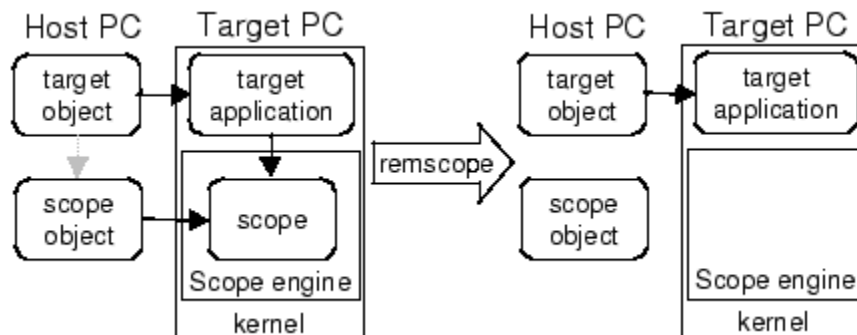 Host PC
Target PC
target
object
target
application
scope
object
scope
Scope engine
kernel
remscope
Host PC
Target PC
target
object
target
application
scope
object
Scope engine
kernel